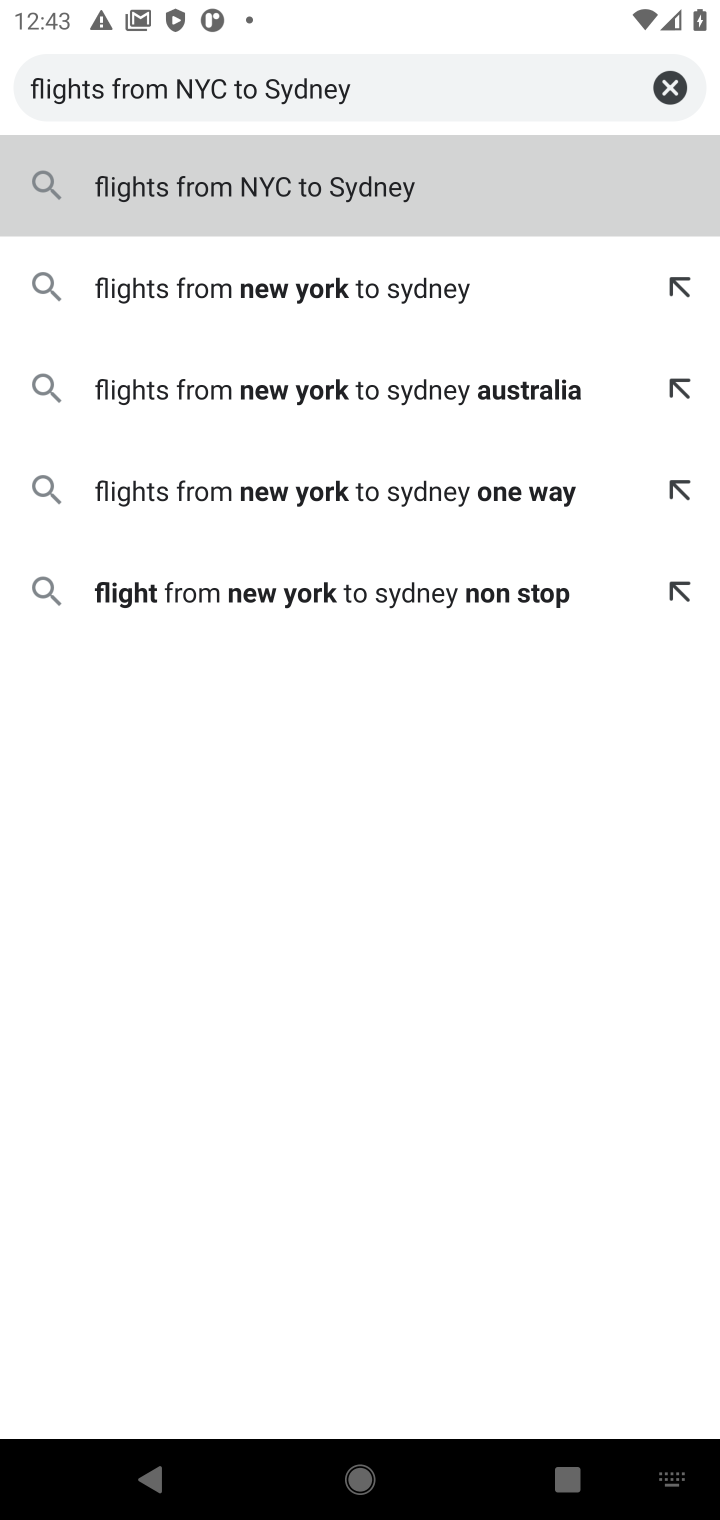 12:43
flights from NYC to Sydney
flights from NYC to Sydney
flights from new york to sydney
flights from new york to sydney australia
flights from new york to sydney one way
flight from new york to sydney non stop